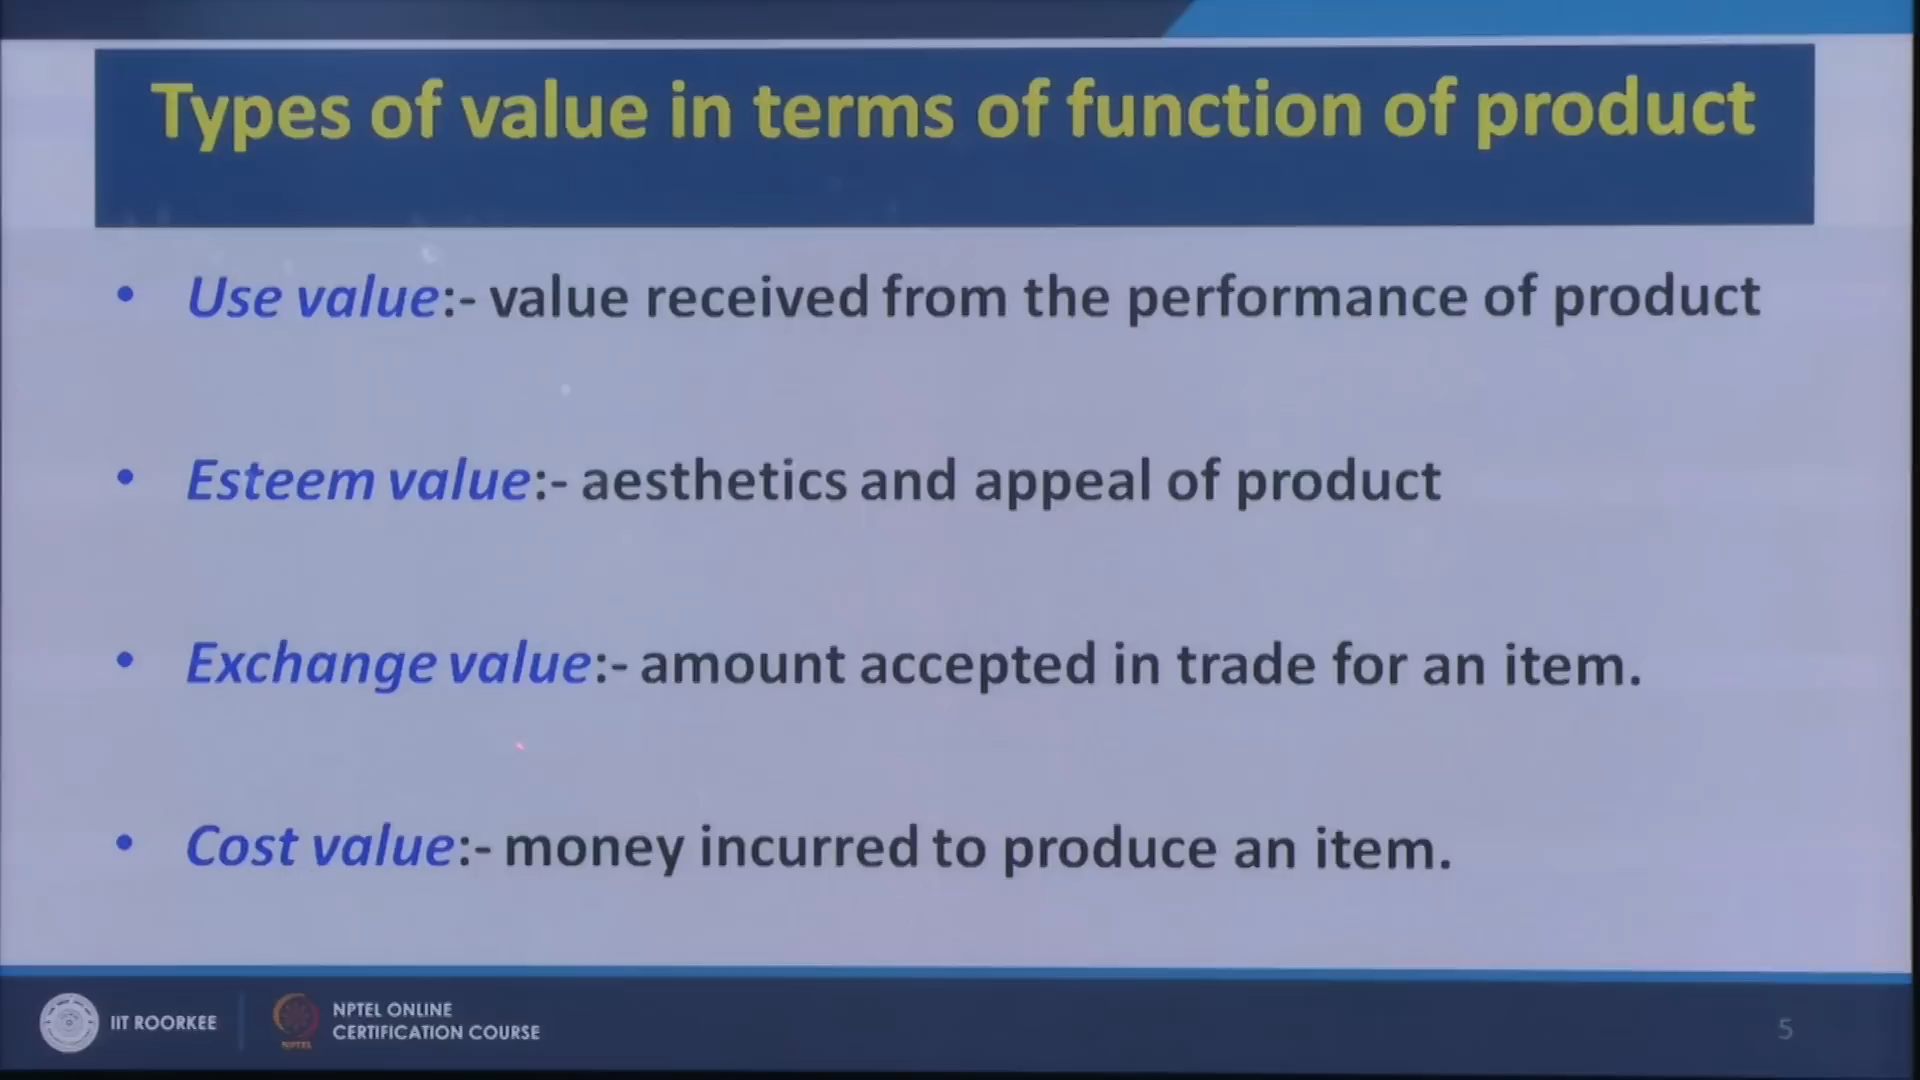 Types of value in terms of function of product
• Use value:- value received from the performance of product
• Esteem value:- aesthetics and appeal of product
• Exchange value:- amount accepted in trade for an item.
• Cost value:- money incurred to produce an item.
IIT ROORKEE
NPTEL
NPTEL ONLINE
CERTIFICATION COURSE
5